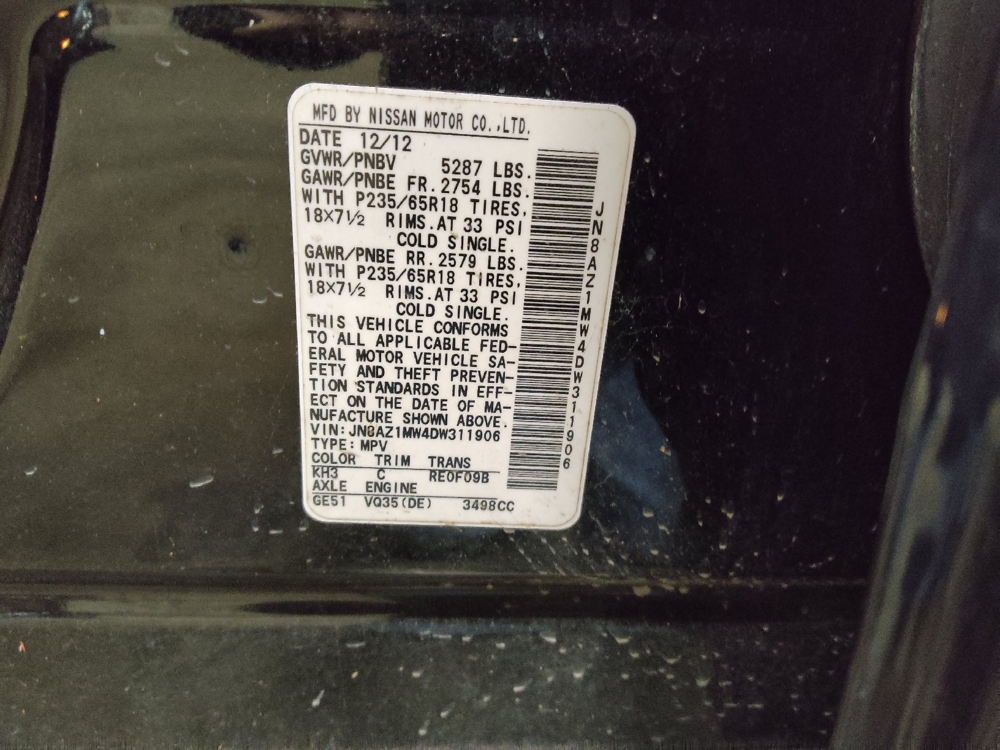 MFD BY NISSAN MOTOR CO.,LTD.
DATE 12/12
GVWR/PNBV 5287 LBS.
GAWR/PNBE FR. 2754 LBS.
WITH P235/65R18 TIRES,
18×7½ RIMS.AT 33 PSI
COLD SINGLE.
GAWR/PNBE RR. 2579 LBS.
WITH P235/65R18 TIRES,
18×7½ RIMS.AT 33 PSI
COLD SINGLE.
THIS VEHICLE CONFORMS
TO ALL APPLICABLE FED-
ERAL MOTOR VEHICLE SA-
FETY AND THEFT PREVEN-
TION STANDARDS IN EFF-
ECT ON THE DATE OF MA-
NUFACTURE SHOWN ABOVE.
VIN:JN8AZ1MW4DW311906
TYPE:MPV
COLOR TRIM TRANS
KH3 C RE0F09B
AXLE ENGINE
GE51 VQ35(DE) 3498CC
JN8AZ1MW4DW311906